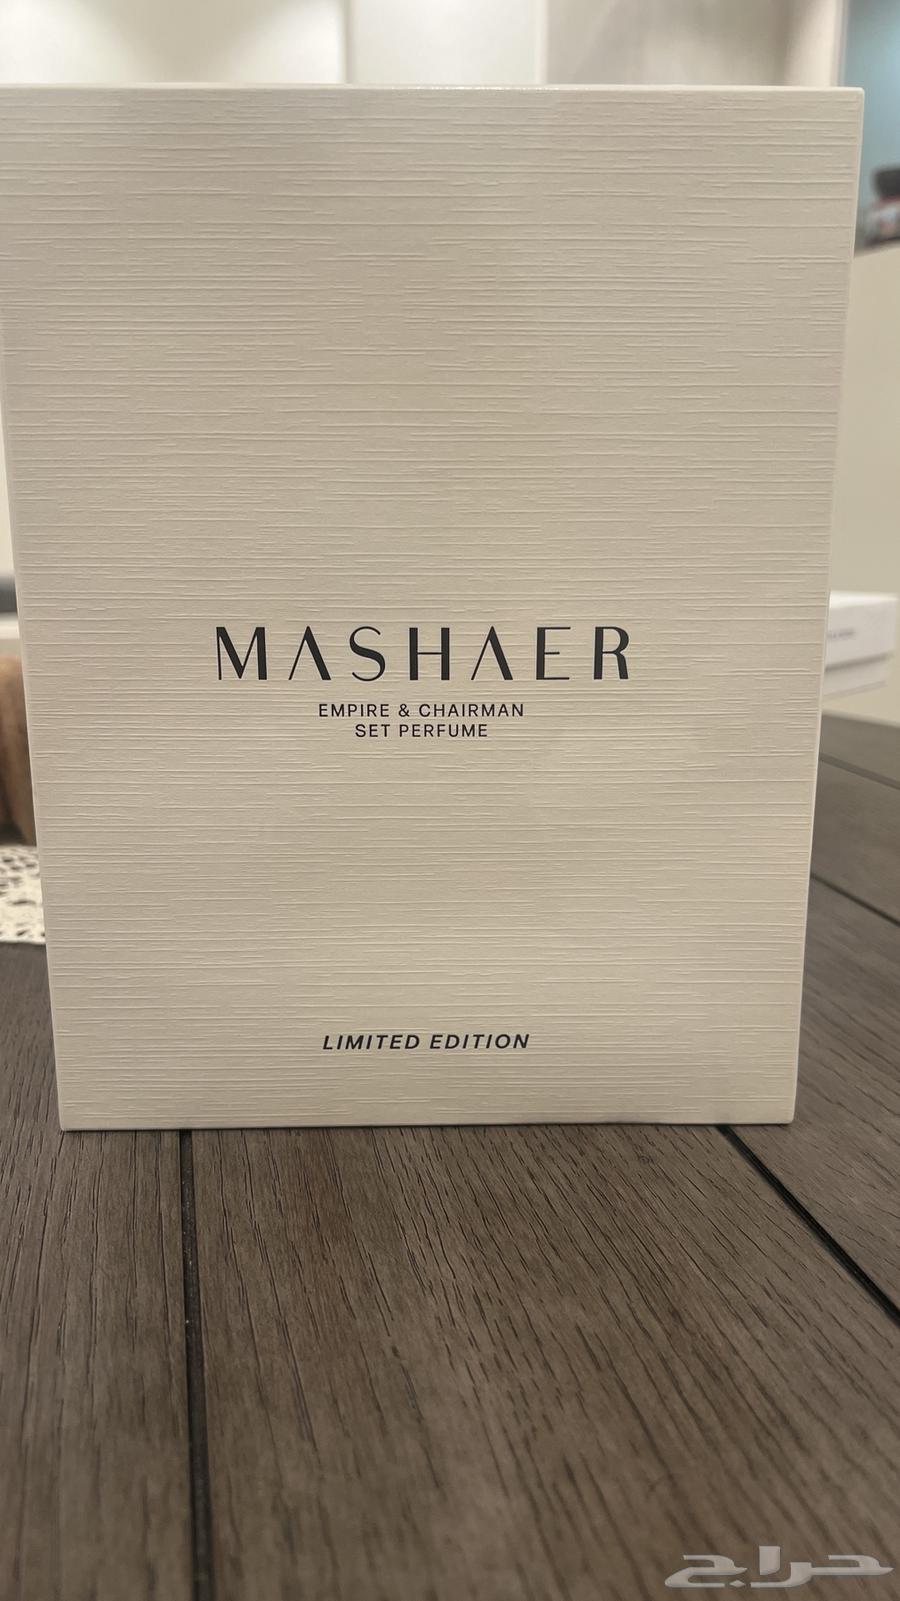 MASHAER
EMPIRE & CHAIRMAN
SET PERFUME
LIMITED EDITION
حراج